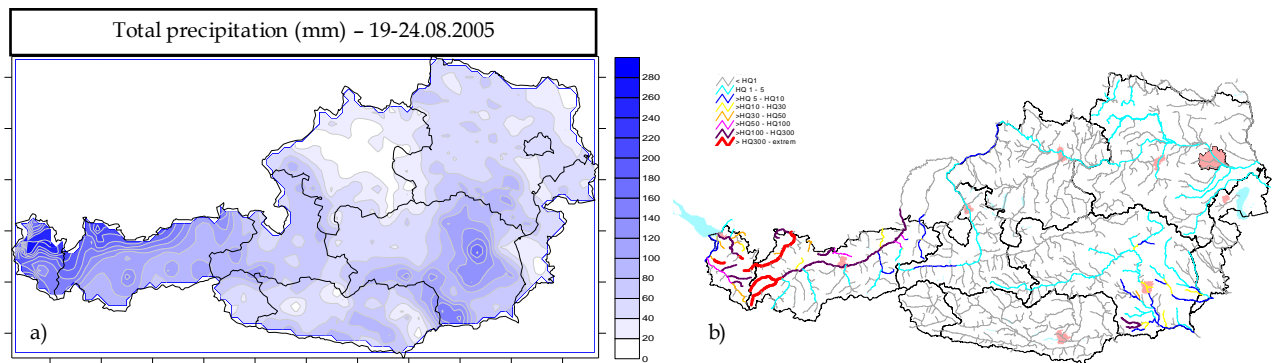 Total precipitation (mm) – 19-24.08.2005
280
260
240
220
200
180
160
140
120
100
80
60
40
20
0
a)
< HQ1
HQ 1 - 5
>HQ 5 - HQ10
>HQ10 - HQ30
>HQ30 - HQ50
>HQ50 - HQ100
>HQ100 - HQ300
> HQ300 - extrem
b)